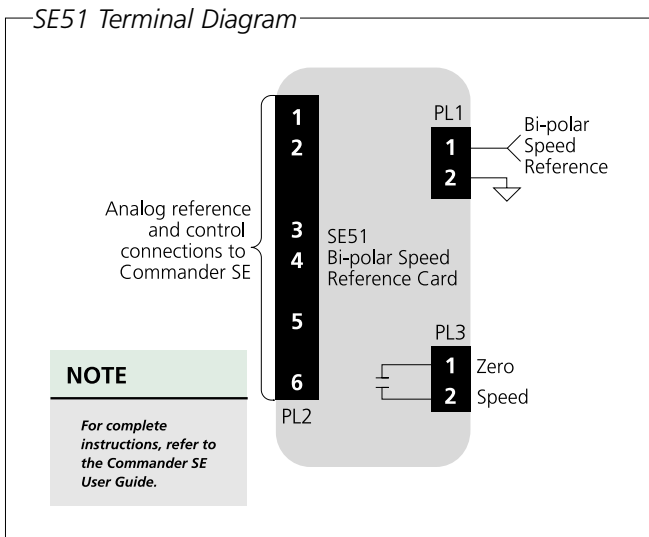 SE51 Terminal Diagram
1
2
3
4
5
6
PL2
Analog reference
and control
connections to
Commander SE
SE51
Bi-polar Speed
Reference Card
PL1
1
2
Bi-polar
Speed
Reference
PL3
1 Zero
2 Speed
NOTE
For complete
instructions, refer to
the Commander SE
User Guide.